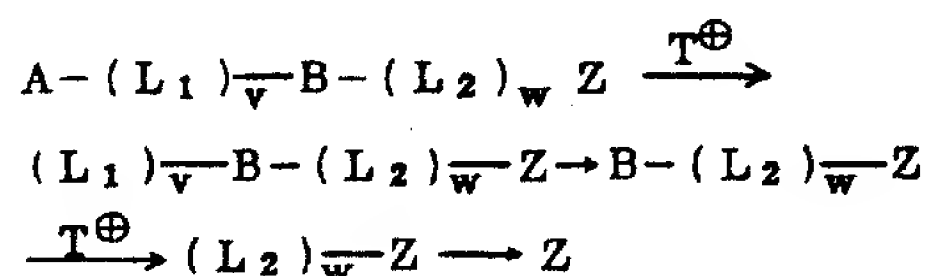 A－(L₁)ᵥ－B－(L₂)w Z T⊕→
(L₁)ᵥ－B－(L₂)w－Z→B－(L₂)w－Z
T⊕→(L₂)w－Z→Z